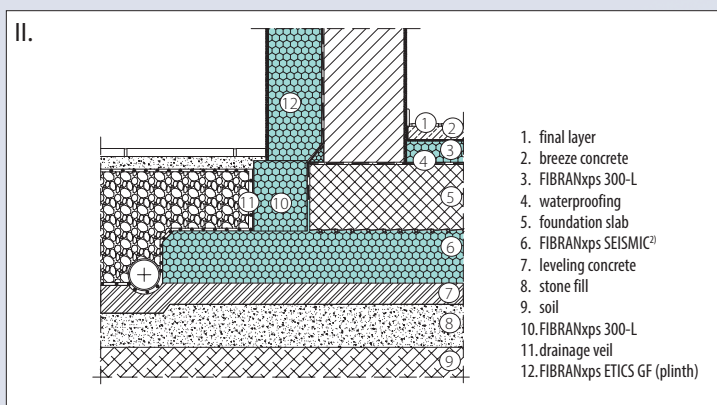 II.
12
1
2
3
4
11
10
5
6
7
8
9
1. final layer
2. breeze concrete
3. FIBRANxps 300-L
4. waterproofing
5. foundation slab
6. FIBRANxps SEISMIC²⁾
7. leveling concrete
8. stone fill
9. soil
10.FIBRANxps 300-L
11.drainage veil
12.FIBRANxps ETICS GF (plinth)